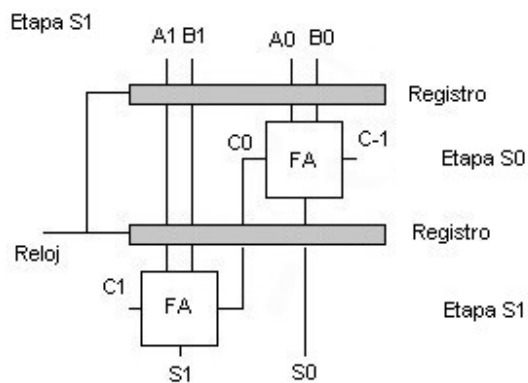 Etapa S1
A1 B1
A0 B0
Registro
C0
FA
C-1
Etapa S0
Registro
Reloj
C1
FA
Etapa S1
S1
S0